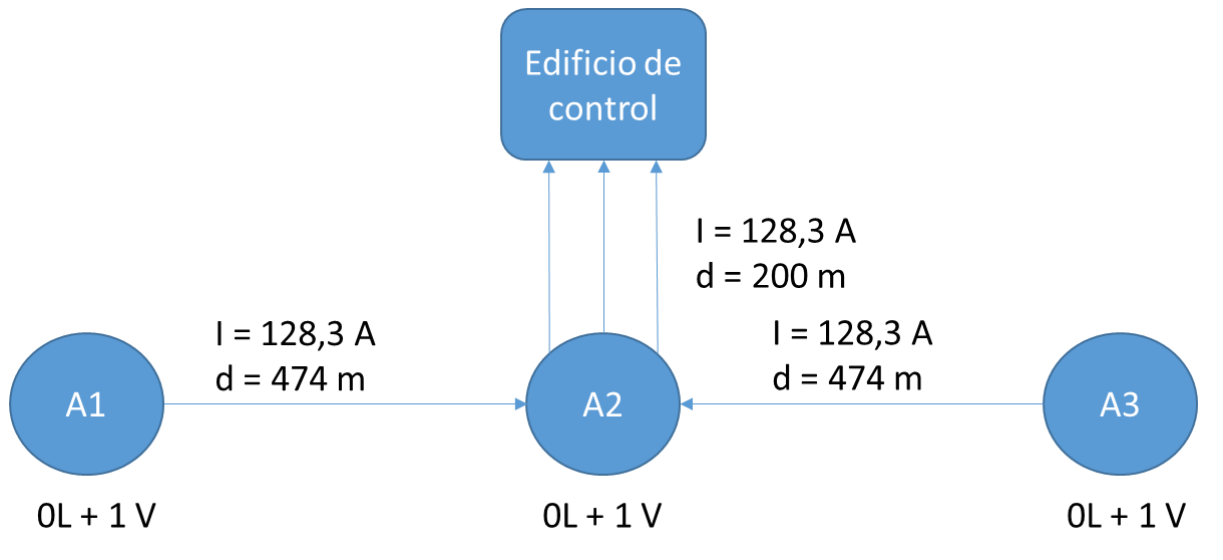 Edificio de
control
I = 128,3 A
d = 200 m
I = 128,3 A
d = 474 m
I = 128,3 A
d = 474 m
A1
A2
A3
0L + 1 V
0L + 1 V
0L + 1 V